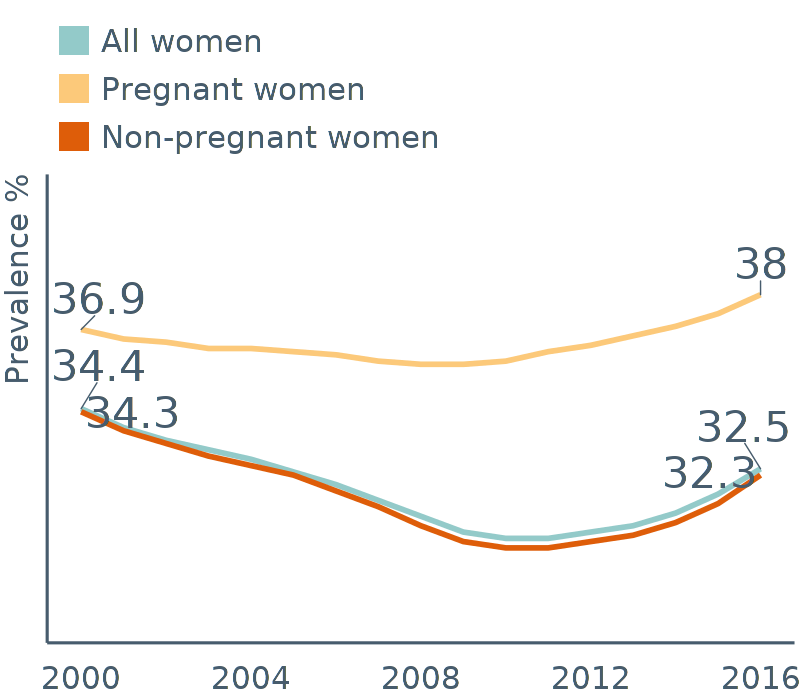 All women
Pregnant women
Non-pregnant women
Prevalence %
38
36.9
34.4
34.3
32.5
32.3
2000 2004 2008 2012 2016